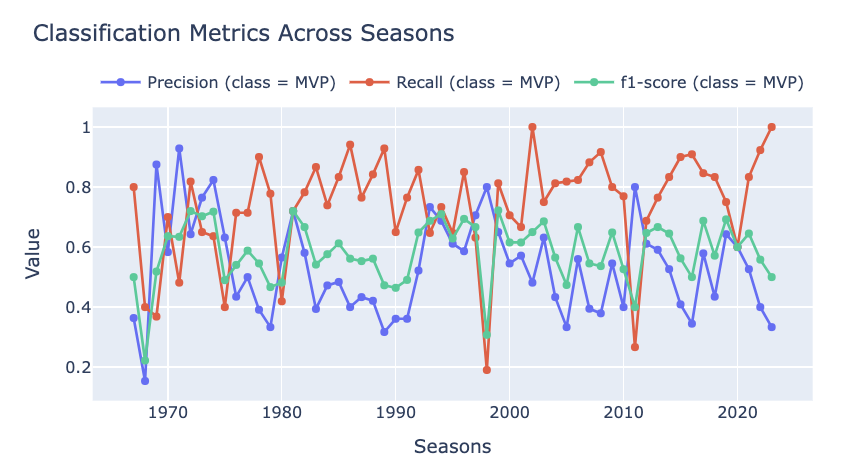 Classification Metrics Across Seasons
Precision (class = MVP) Recall (class = MVP) f1-score (class = MVP)
1
0.8
0.6
0.4
0.2
Value
1970 1980 1990 2000 2010 2020
Seasons